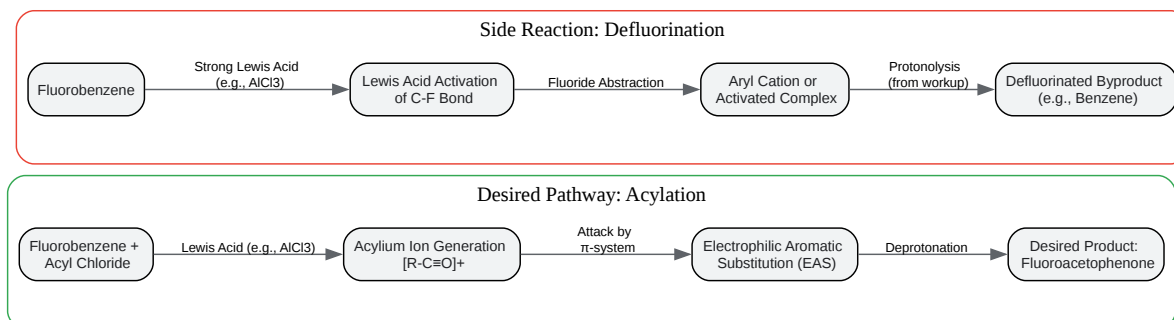 Side Reaction: Defluorination
Fluorobenzene
Strong Lewis Acid
(e.g., AlCl3)
Lewis Acid Activation
of C-F Bond
Fluoride Abstraction
Aryl Cation or
Activated Complex
Protonolysis
(from workup)
Defluorinated Byproduct
(e.g., Benzene)
Desired Pathway: Acylation
Fluorobenzene +
Acyl Chloride
Lewis Acid (e.g., AlCl3)
Acylium Ion Generation
[R-C≡O]+
Attack by
π-system
Electrophilic Aromatic
Substitution (EAS)
Deprotonation
Desired Product:
Fluoroacetophenone